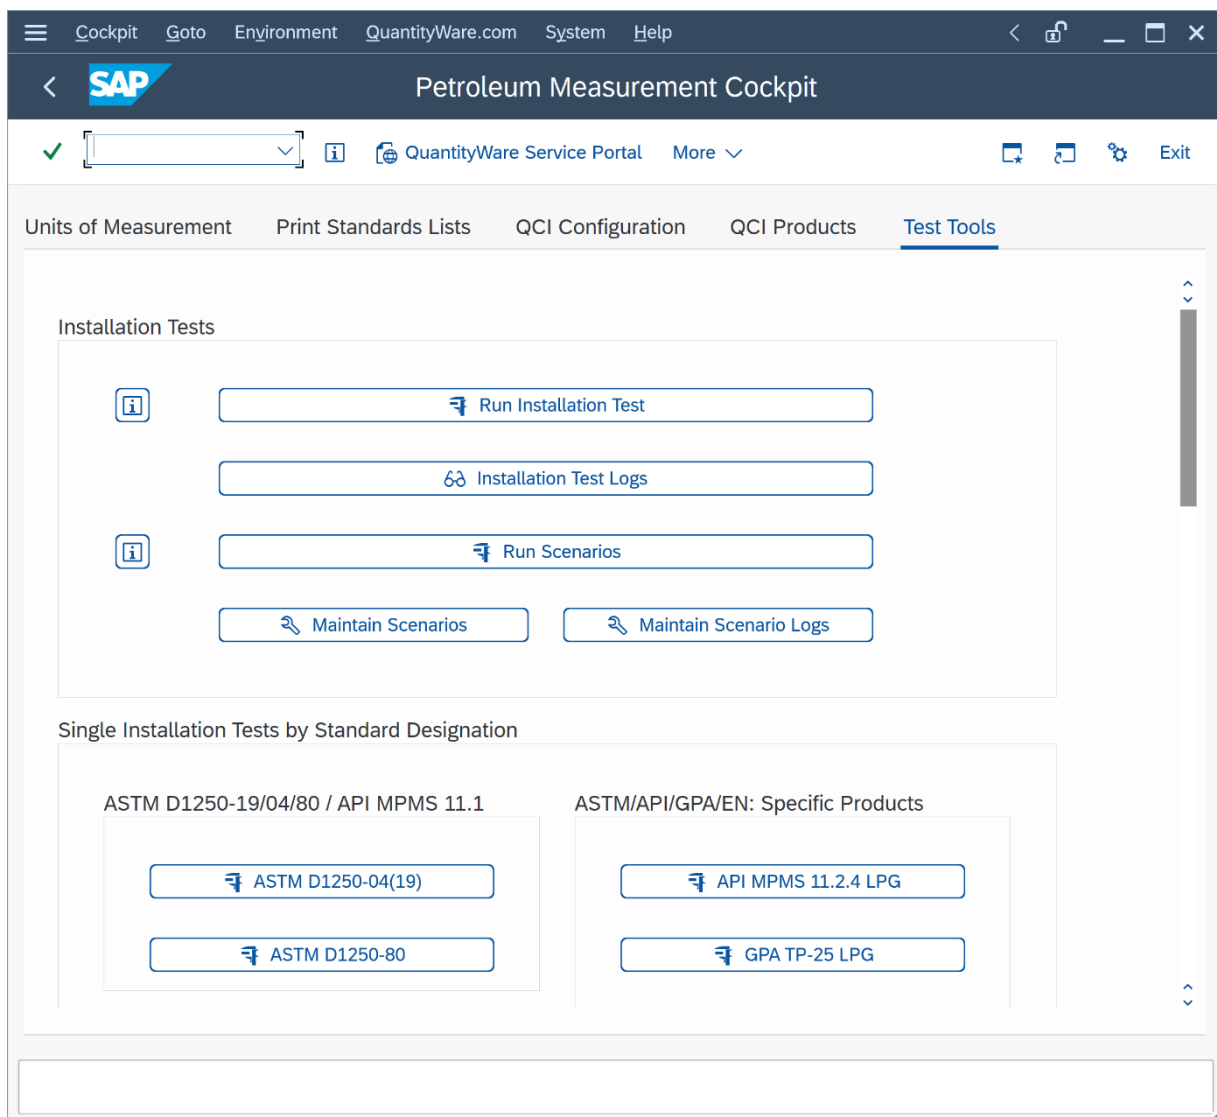 Cockpit Goto Environment QuantityWare.com System Help
SAP Petroleum Measurement Cockpit
QuantityWare Service Portal More Exit
Units of Measurement Print Standards Lists QCI Configuration QCI Products Test Tools
Installation Tests
Run Installation Test
Installation Test Logs
Run Scenarios
Maintain Scenarios Maintain Scenario Logs
Single Installation Tests by Standard Designation
ASTM D1250-19/04/80 / API MPMS 11.1 ASTM/API/GPA/EN: Specific Products
ASTM D1250-04(19) API MPMS 11.2.4 LPG
ASTM D1250-80 GPA TP-25 LPG